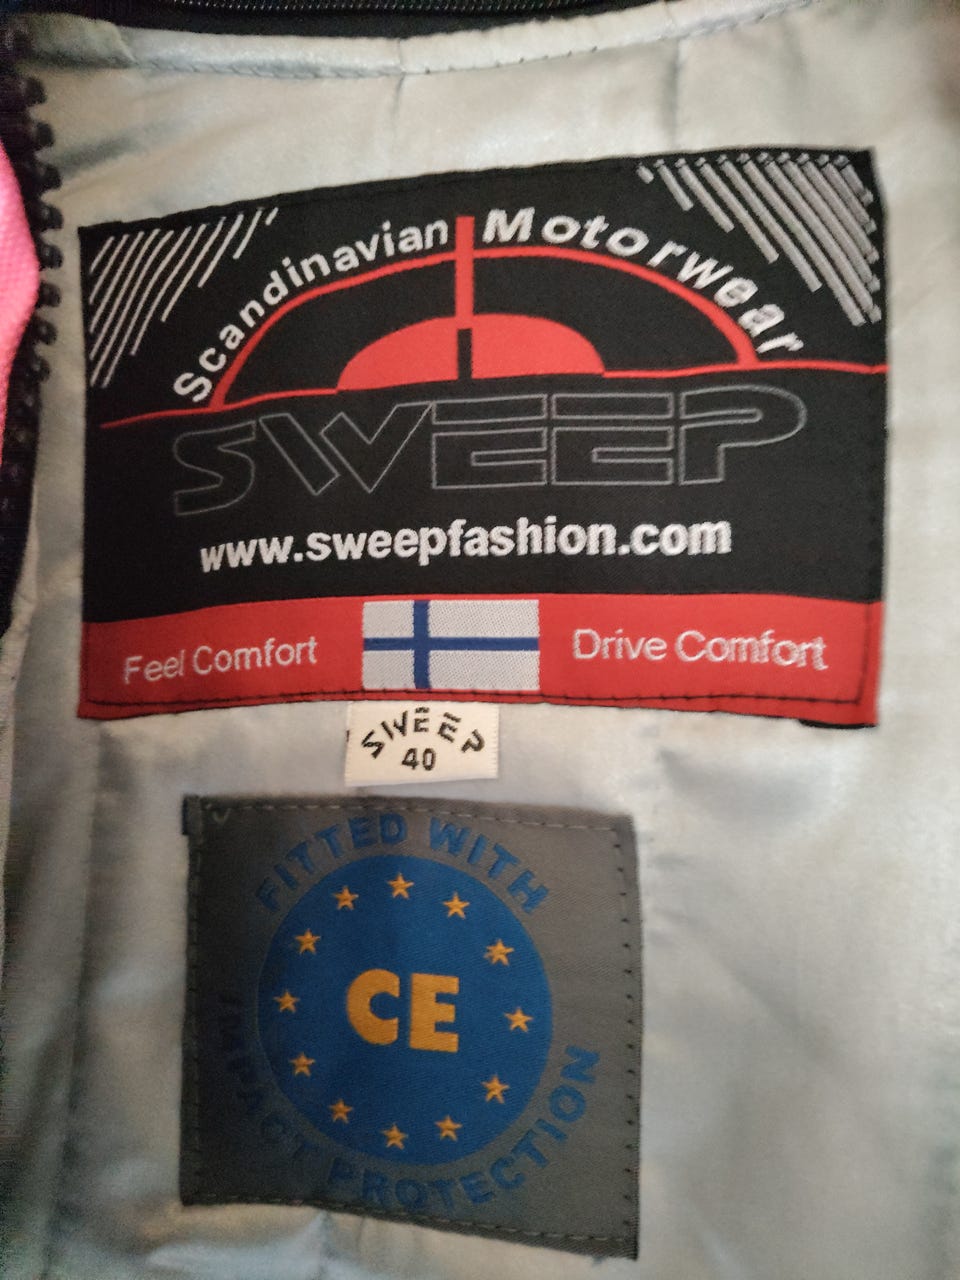 Scandinavian Motorwear
SWEEP
www.sweepfashion.com
Feel Comfort Drive Comfort
SWEEP
40
FITTED WITH
CE
IMPACT PROTECTION